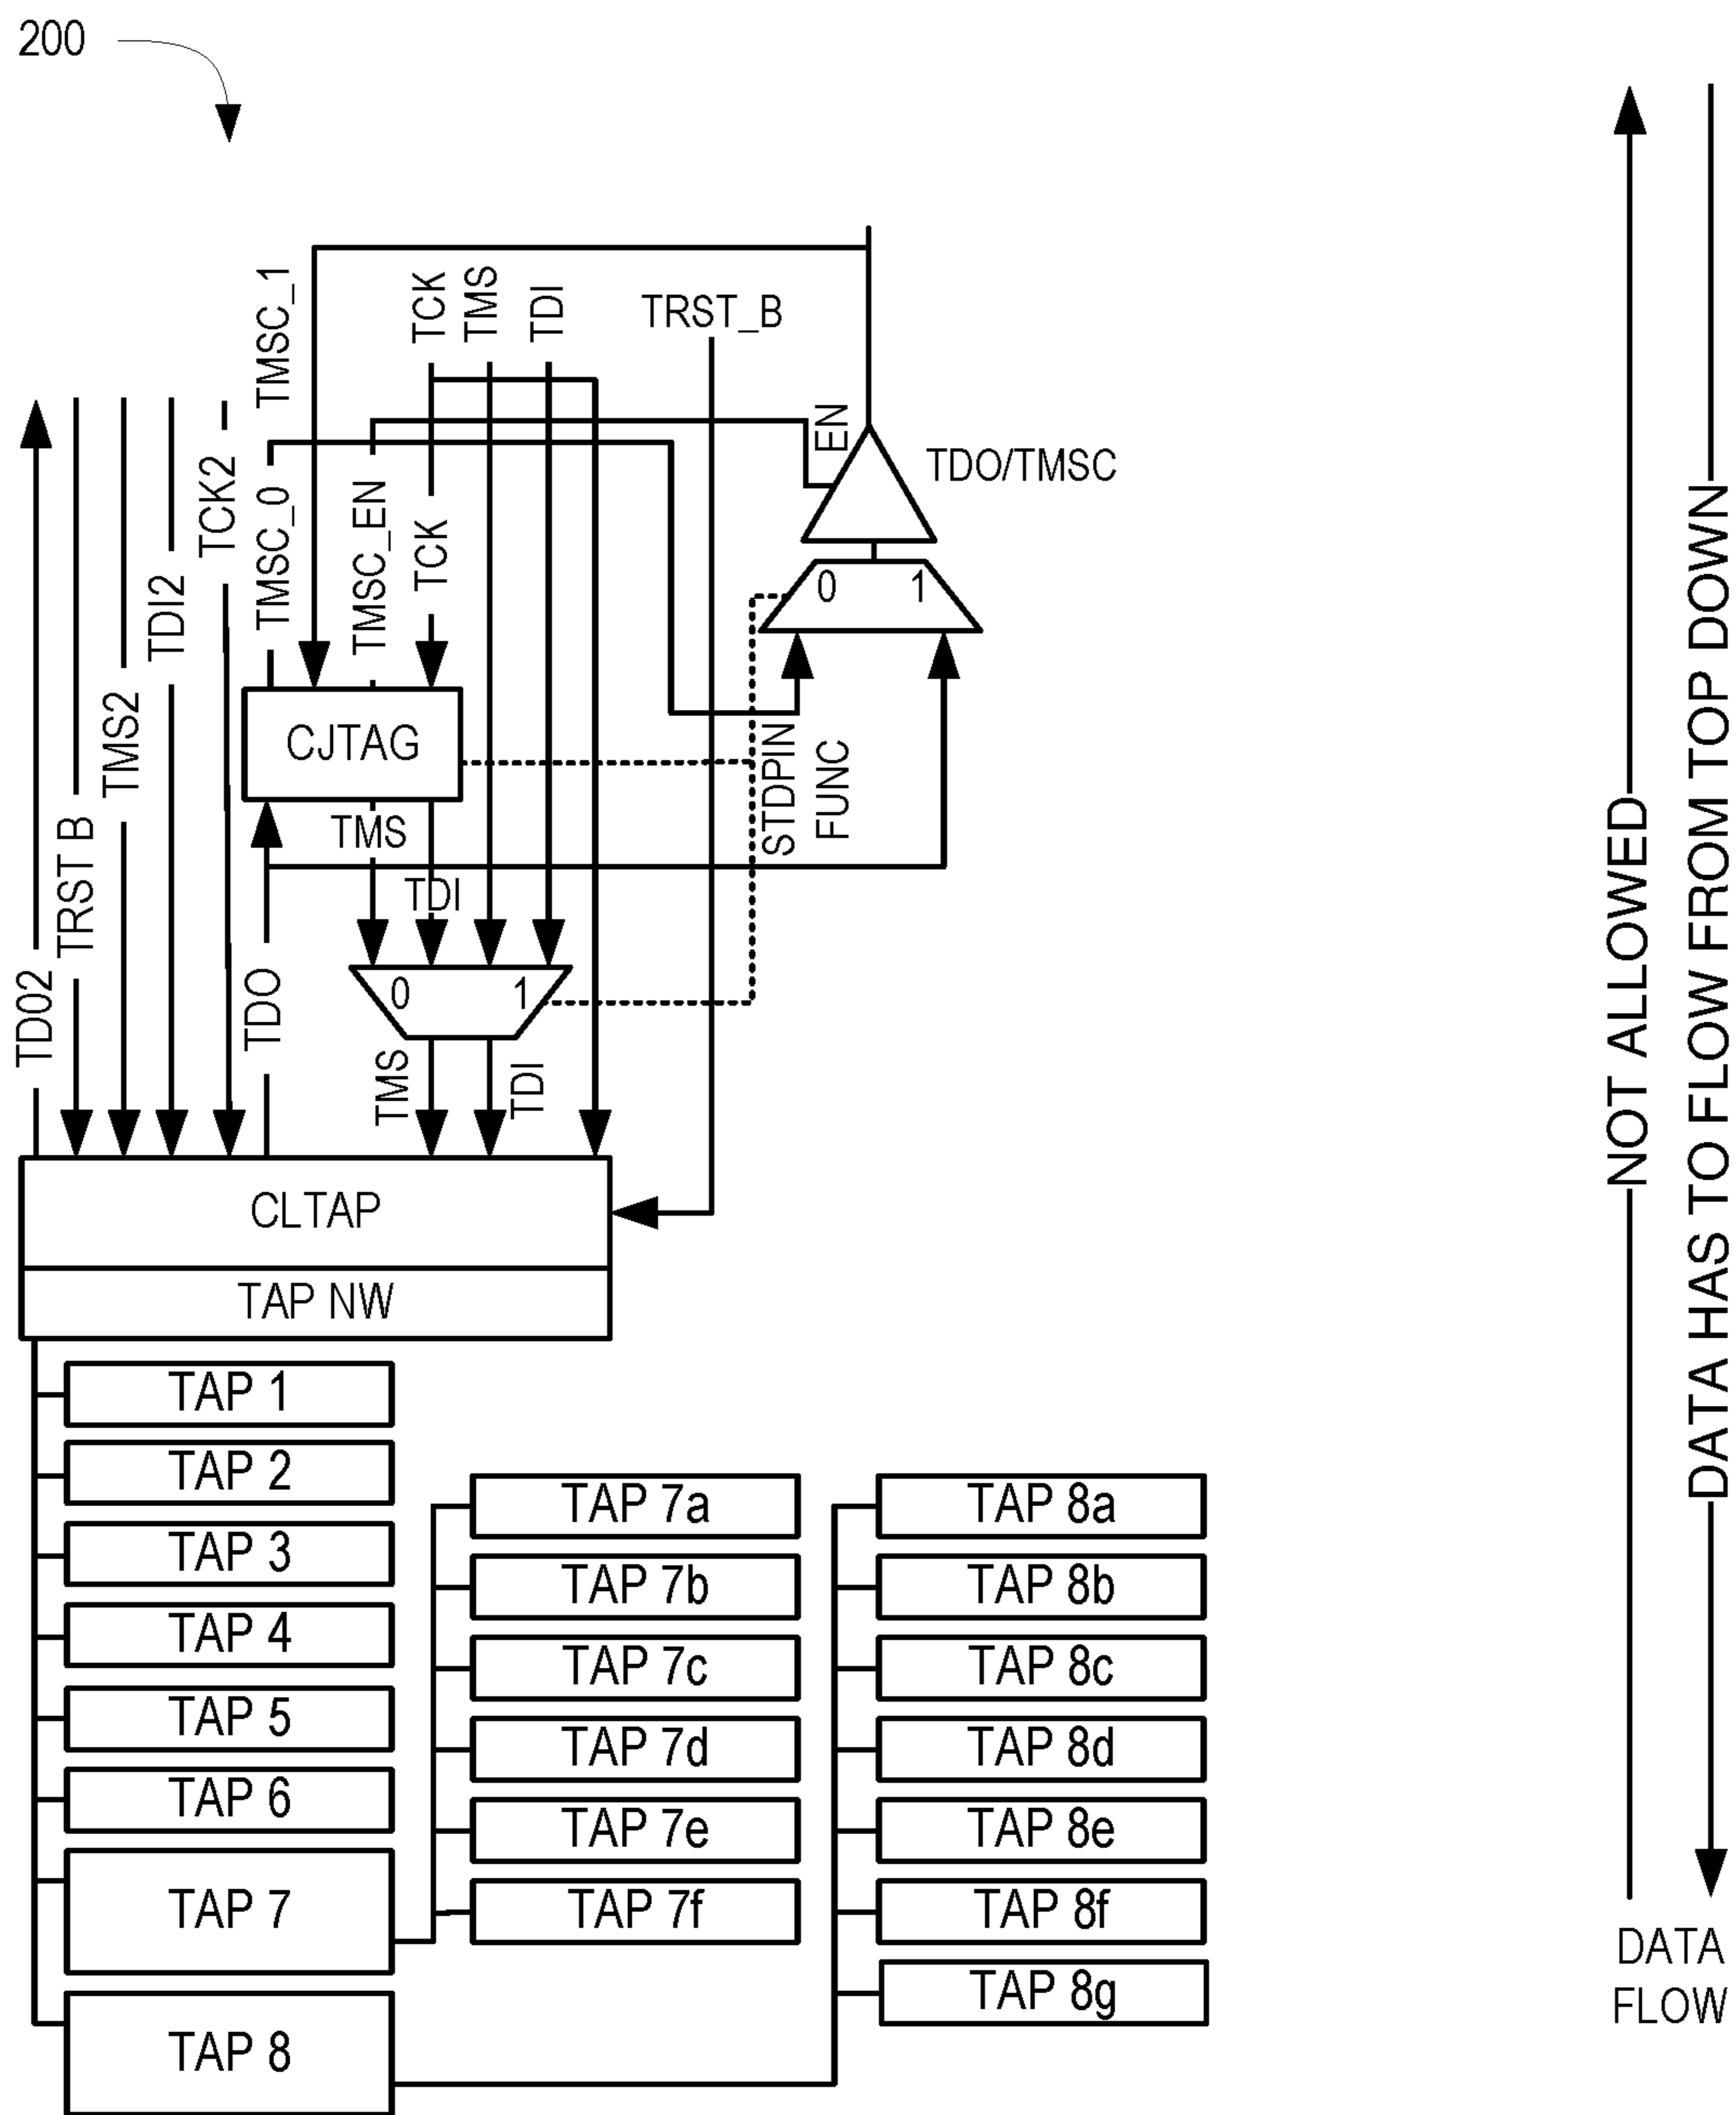 200
TMSC_1
TCK
TMS
TDI
TRST_B
EN
TDO/TMSC
TCK2
TMSC_0
TMSC_EN
TCK
0 1
TDI2
TMS2
CJTAG
STDPIN
FUNC
TRST B
TMS
TDI
TD02
TDO
0 1
TMS
TDI
CLTAP
TAP NW
TAP 1
TAP 2
TAP 3
TAP 4
TAP 5
TAP 6
TAP 7
TAP 8
TAP 7a
TAP 7b
TAP 7c
TAP 7d
TAP 7e
TAP 7f
TAP 8a
TAP 8b
TAP 8c
TAP 8d
TAP 8e
TAP 8f
TAP 8g
NOT ALLOWED
DATA HAS TO FLOW FROM TOP DOWN
DATA
FLOW